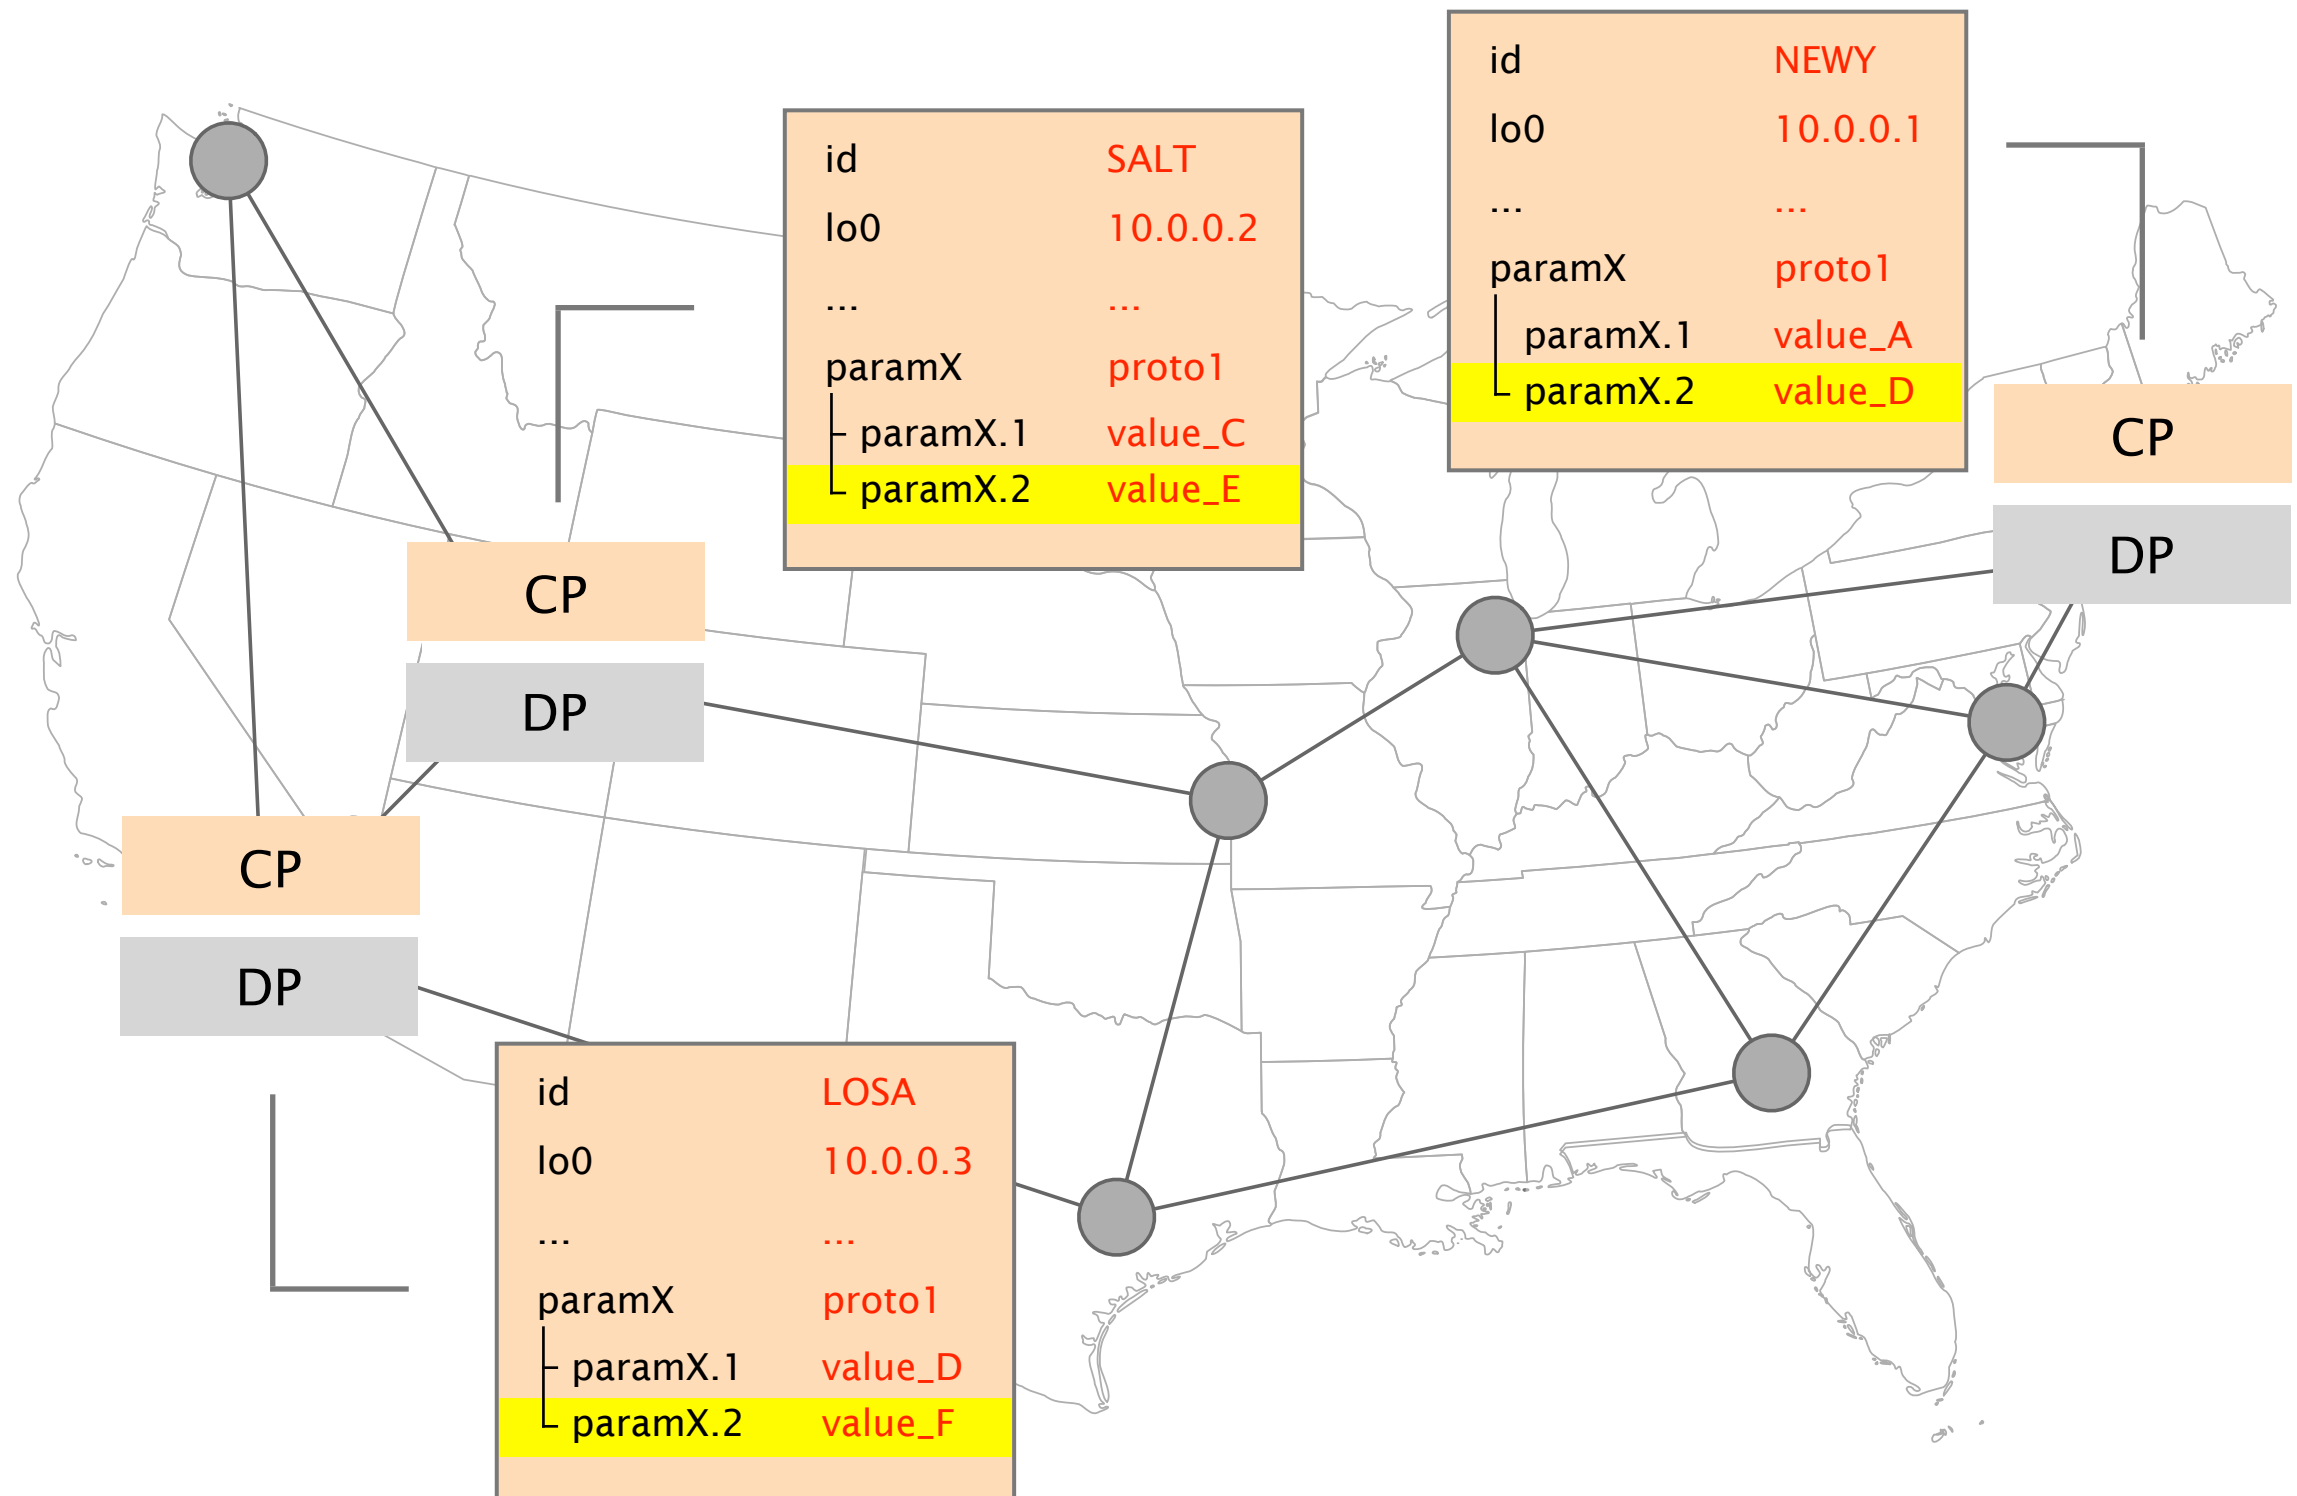 id NEWY
lo0 10.0.0.1
... ...
paramX proto1
paramX.1 value_A
paramX.2 value_D
id SALT
lo0 10.0.0.2
... ...
paramX proto1
paramX.1 value_C
paramX.2 value_E
CP
DP
CP
DP
CP
DP
id LOSA
lo0 10.0.0.3
... ...
paramX proto1
paramX.1 value_D
paramX.2 value_F